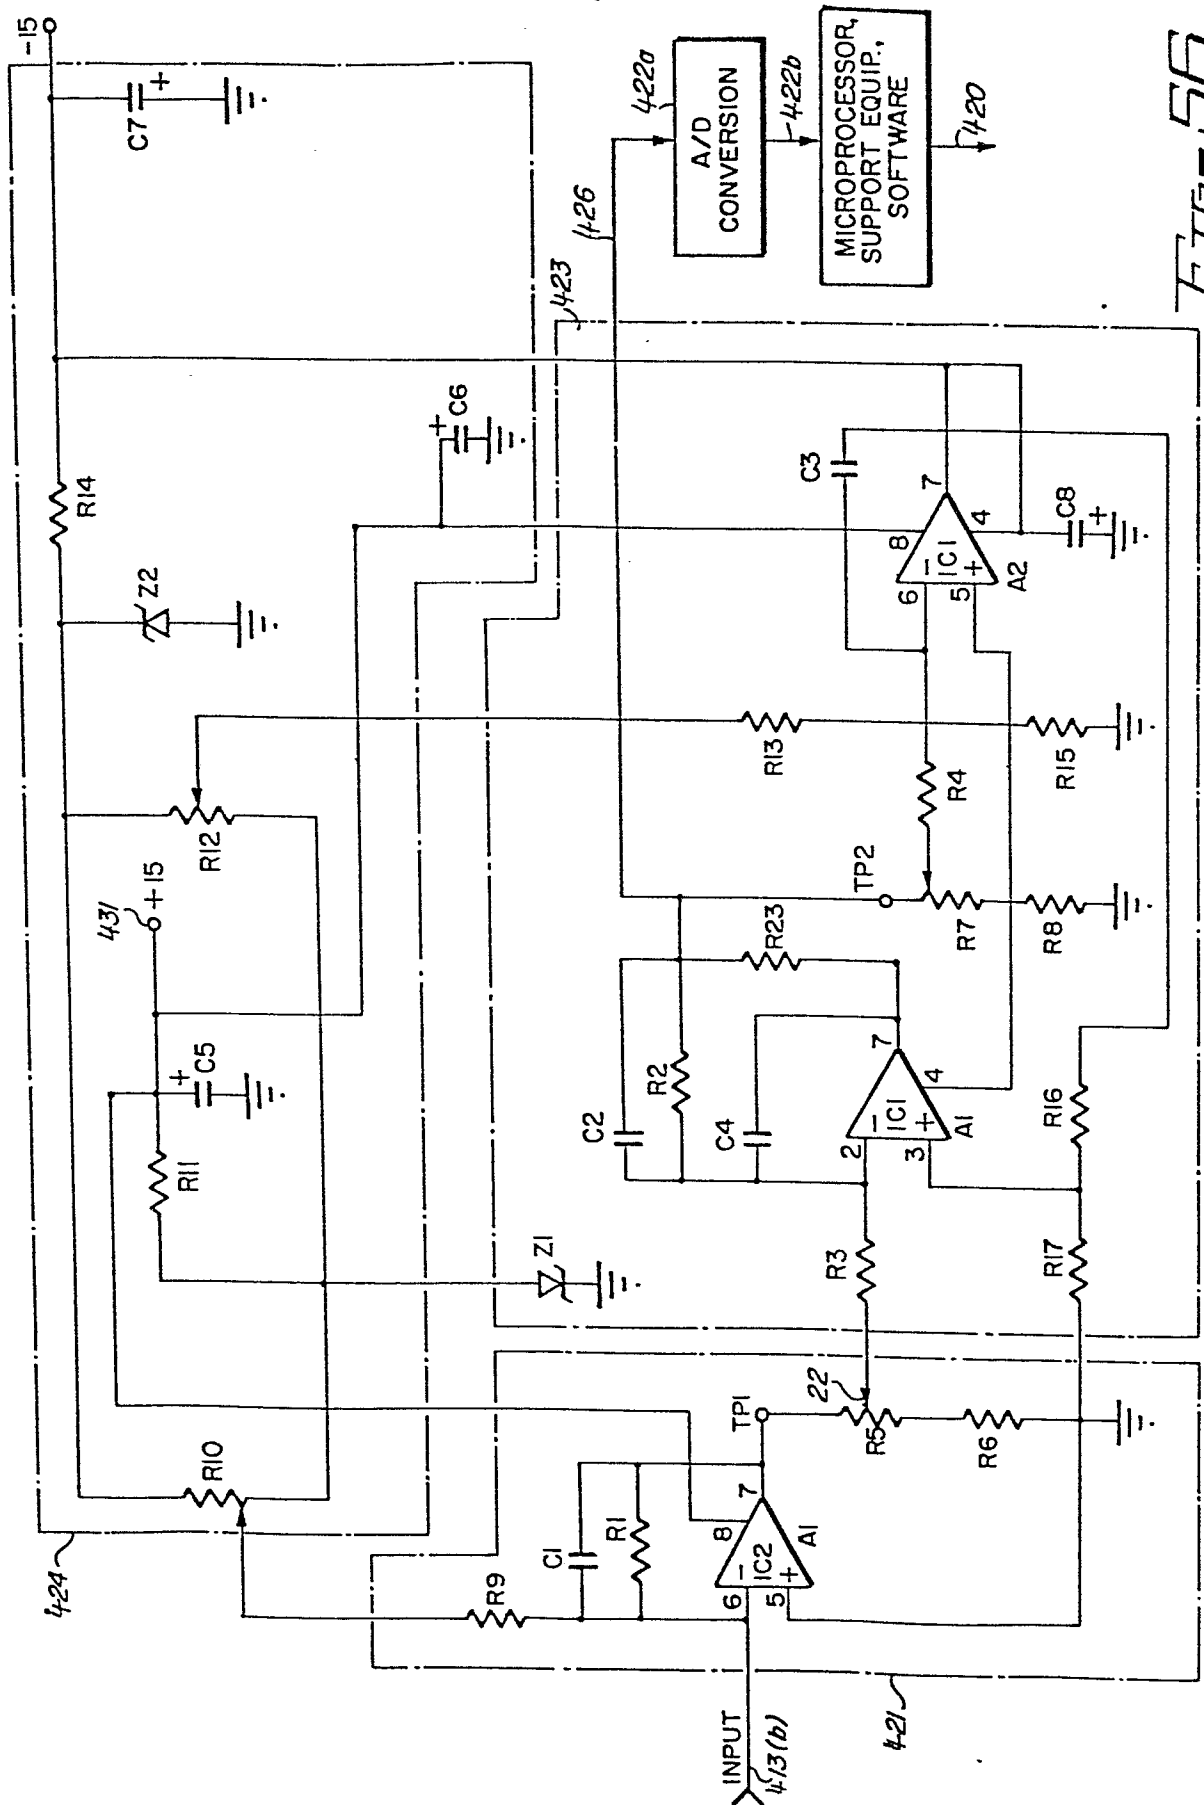 -15
C7
+
R14
Z2
R12
431
+15
+
C5
R11
R10
424
+
C6
Z1
423
426
422a
A/D
CONVERSION
422b
MICROPROCESSOR,
SUPPORT EQUIP.,
SOFTWARE
420
C3
7
8
6
−
IC1
+
5
4
A2
C8
+
R13
R15
R4
TP2
R7
R8
R23
C2
R2
C4
7
2
−
IC1
+
3
4
A1
R16
R3
R17
22
TP1
R5
R6
C1
R1
R9
8
7
6
−
IC2
+
5
A1
INPUT
413(b)
421
Fig-5A